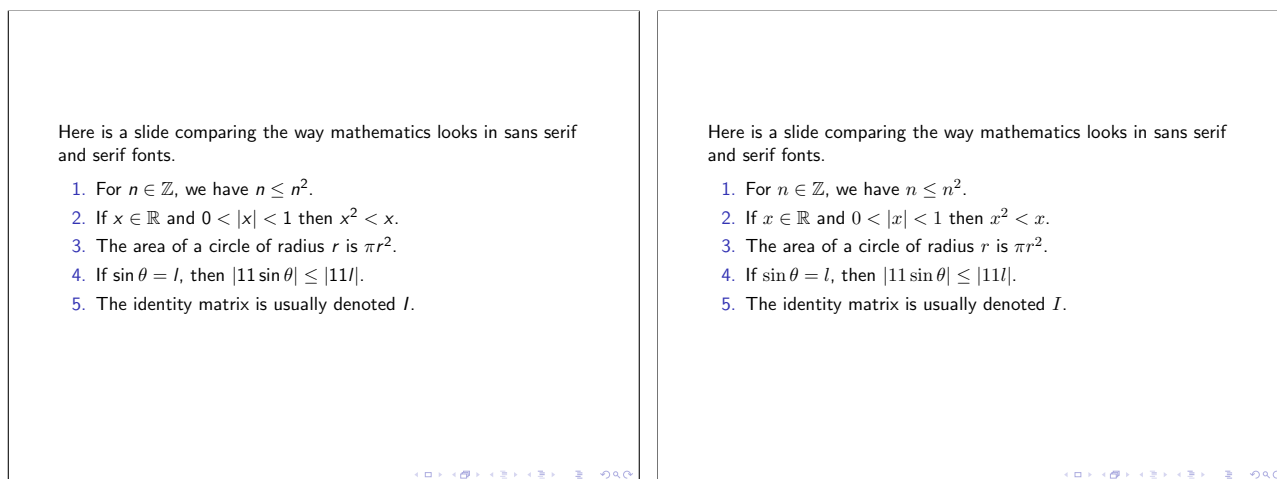 Here is a slide comparing the way mathematics looks in sans serif
and serif fonts.
1. For n ∈ ℤ, we have n ≤ n².
2. If x ∈ ℝ and 0 < |x| < 1 then x² < x.
3. The area of a circle of radius r is πr².
4. If sin θ = l, then |11 sin θ| ≤ |11l|.
5. The identity matrix is usually denoted I.
Here is a slide comparing the way mathematics looks in sans serif
and serif fonts.
1. For n ∈ ℤ, we have n ≤ n².
2. If x ∈ ℝ and 0 < |x| < 1 then x² < x.
3. The area of a circle of radius r is πr².
4. If sin θ = l, then |11 sin θ| ≤ |11l|.
5. The identity matrix is usually denoted I.